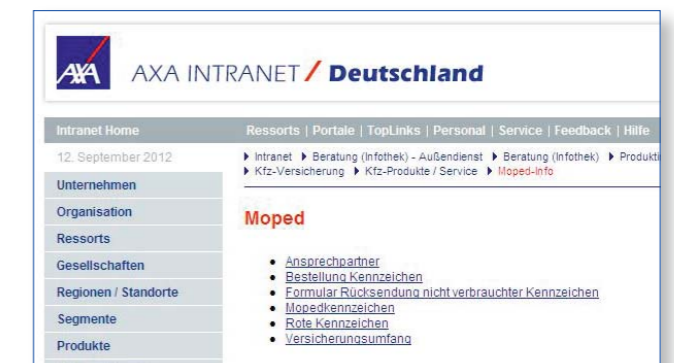 AXA
AXA INTRANET / Deutschland
Intranet Home
Ressorts | Portale | TopLinks | Personal | Service | Feedback | Hilfe
12. September 2012
Intranet Beratung (Infothek) - Außendienst Beratung (Infothek) Produkti
Kfz-Versicherung Kfz-Produkte / Service Moped-Info
Unternehmen
Organisation
Ressorts
Gesellschaften
Regionen / Standorte
Segmente
Produkte
Moped
Ansprechpartner
Bestellung Kennzeichen
Formular Rücksendung nicht verbrauchter Kennzeichen
Mopedkennzeichen
Rote Kennzeichen
Versicherungsumfang